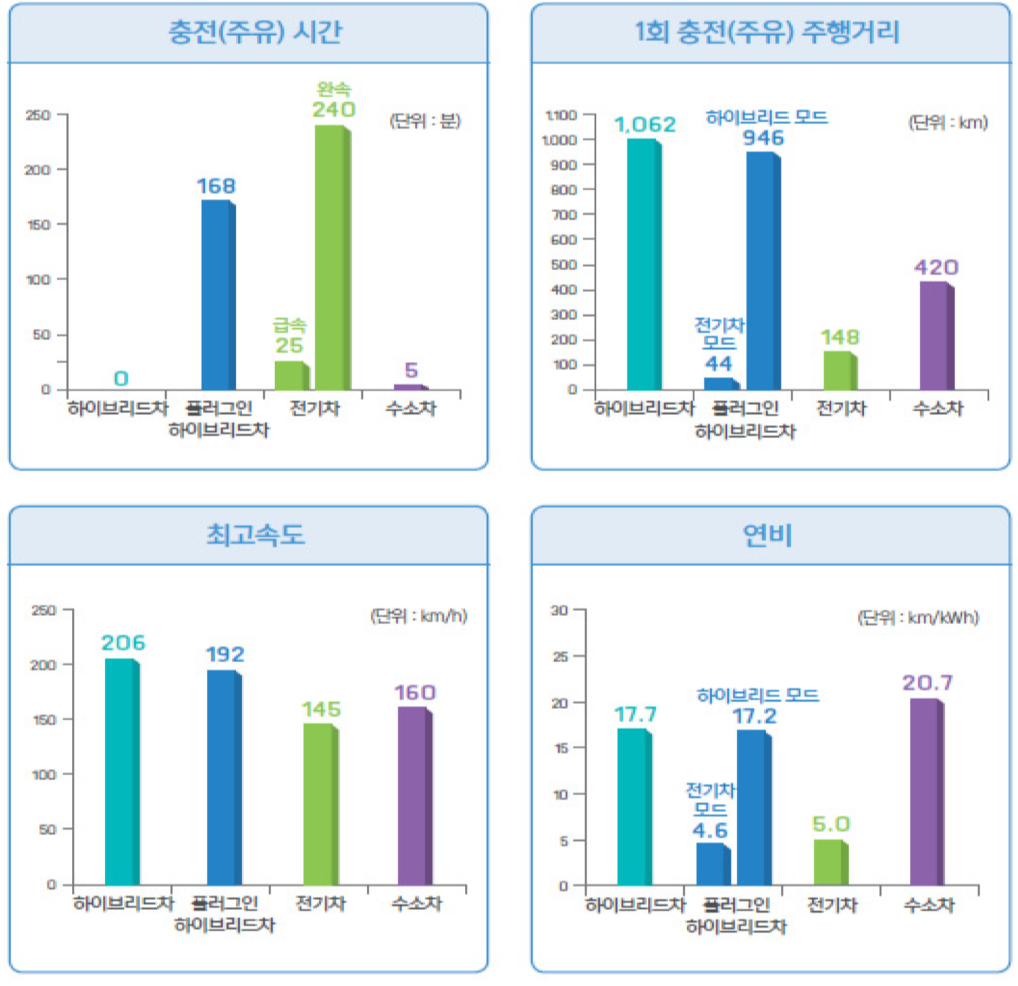 충전(주유) 시간
(단위 : 분)
250
200
150
100
50
0
0
168
급속
25
완속
240
5
하이브리드차
플러그인
하이브리드차
전기차
수소차
1회 충전(주유) 주행거리
(단위 : km)
1,100
1,000
900
800
700
600
500
400
300
200
100
0
1,062
전기차
모드
44
하이브리드 모드
946
148
420
하이브리드차
플러그인
하이브리드차
전기차
수소차
최고속도
(단위 : km/h)
250
200
150
100
50
0
206
192
145
160
하이브리드차
플러그인
하이브리드차
전기차
수소차
연비
(단위 : km/kWh)
30
25
20
15
10
5
0
17.7
전기차
모드
4.6
하이브리드 모드
17.2
5.0
20.7
하이브리드차
플러그인
하이브리드차
전기차
수소차